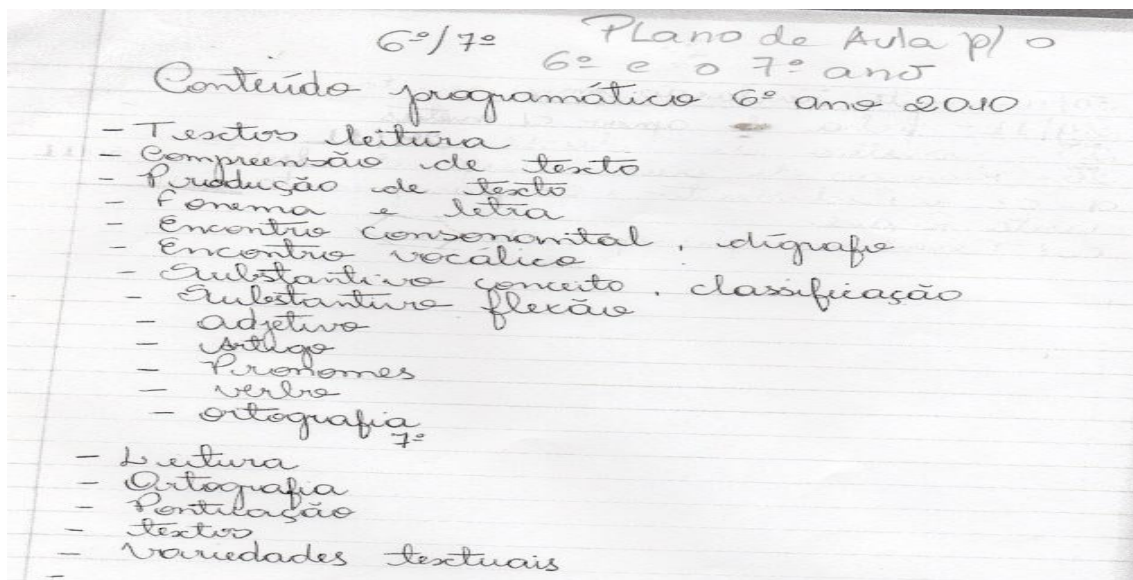 6º/7º Plano de Aula p/ o
6º e o 7º ano
Conteúdo programático 6º ano 2010
- Textos leitura
- Compreensão de texto
- Produdução de texto
- Fonema e letra
- Encontro consonantal, dígrafo
- Encontro vocálico
- Substantivo conceito. classificação
- Substantivo flexão
- adjetivo
- Artigo
- Pronomes
- verbo
- ortografia
7º
- Leitura
- Ortografia
- Pontuação
- textos
- Variedades textuais
-